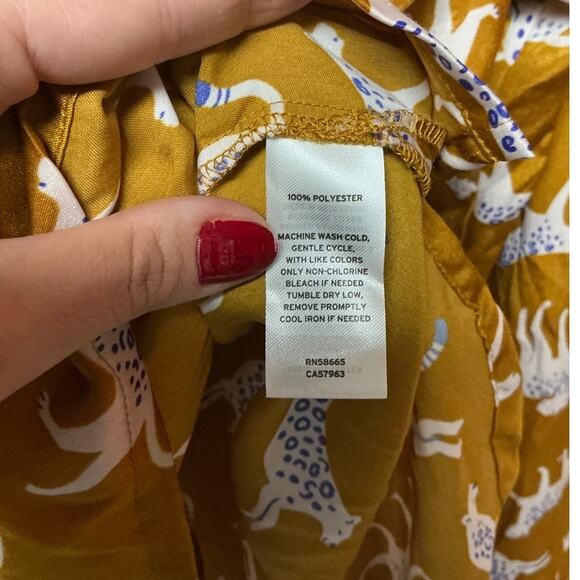 100% POLYESTER
MACHINE WASH COLD,
GENTLE CYCLE,
WITH LIKE COLORS
ONLY NON-CHLORINE
BLEACH IF NEEDED
TUMBLE DRY LOW,
REMOVE PROMPTLY
COOL IRON IF NEEDED
RN58665
CA57963